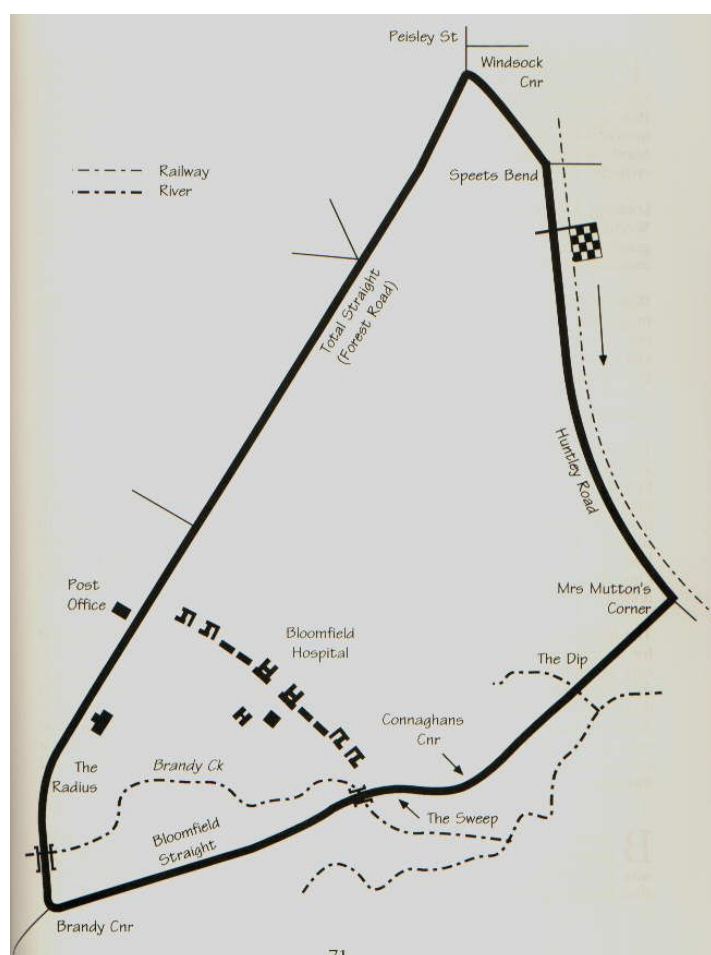 Peisley St
Windsock
Cnr
Speets Bend
Railway
River
Total Straight
(Forest Road)
Huntley Road
Post
Office
Mrs Mutton's
Corner
Bloomfield
Hospital
The Dip
Connaghans
Cnr
The
Radius
Brandy Ck
The Sweep
Bloomfield
Straight
Brandy Cnr
71